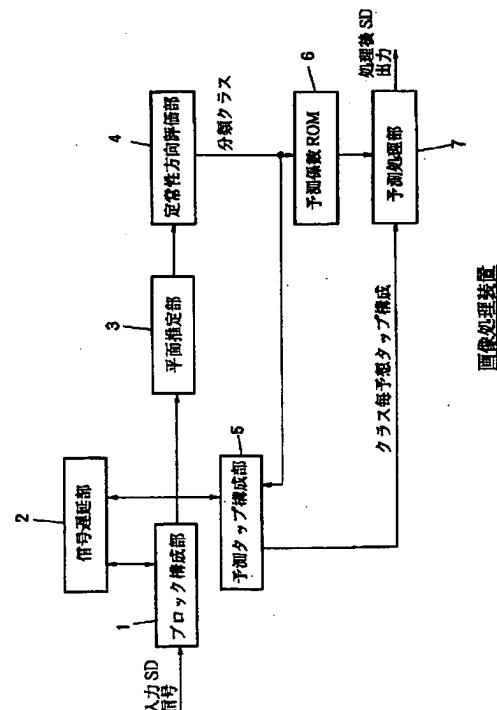 2
信号遅延部
1
ブロック構成部
入力SD
信号
3
平面推定部
4
定常性方向評価部
分類クラス
5
予測タップ構成部
6
予測係数ROM
クラス毎予想タップ構成
予測処理部
7
処理後SD
出力
画像処理装置